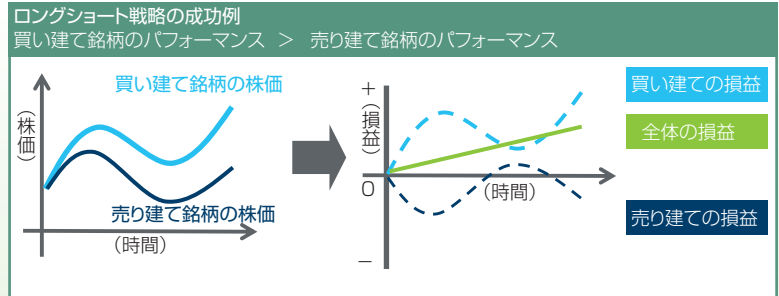 ロングショート戦略の成功例
買い建て銘柄のパフォーマンス ＞ 売り建て銘柄のパフォーマンス
（株価）
買い建て銘柄の株価
売り建て銘柄の株価
（時間）
＋
（損益）
0
－
（時間）
買い建ての損益
全体の損益
売り建ての損益